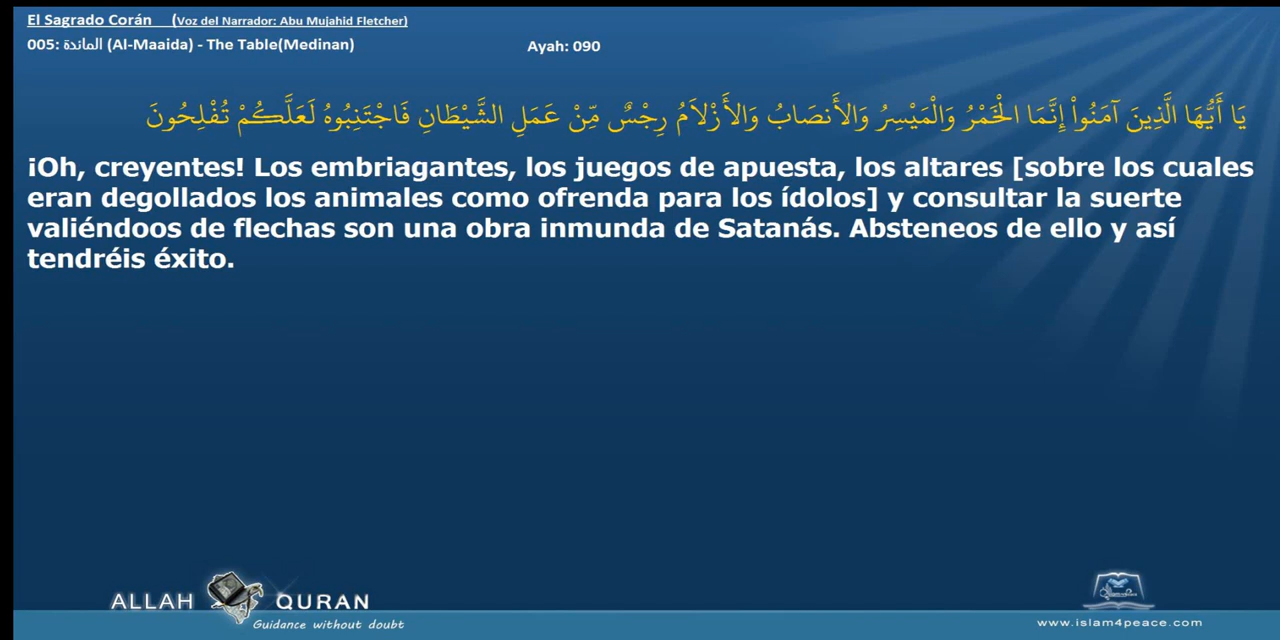 El Sagrado Corán (Voz del Narrador: Abu Mujahid Fletcher)
005: المائدة (Al-Maaida) - The Table(Medinan) Ayah: 090
يَا أَيُّهَا الَّذِينَ آمَنُواْ إِنَّمَا الْخَمْرُ وَالْمَيْسِرُ وَالأَنصَابُ وَالأَزْلاَمُ رِجْسٌ مِّنْ عَمَلِ الشَّيْطَانِ فَاجْتَنِبُوهُ لَعَلَّكُمْ تُفْلِحُونَ
¡Oh, creyentes! Los embriagantes, los juegos de apuesta, los altares [sobre los cuales
eran degollados los animales como ofrenda para los ídolos] y consultar la suerte
valiéndoos de flechas son una obra inmunda de Satanás. Absteneos de ello y así
tendréis éxito.
ALLAH QURAN
Guidance without doubt
www.islam4peace.com